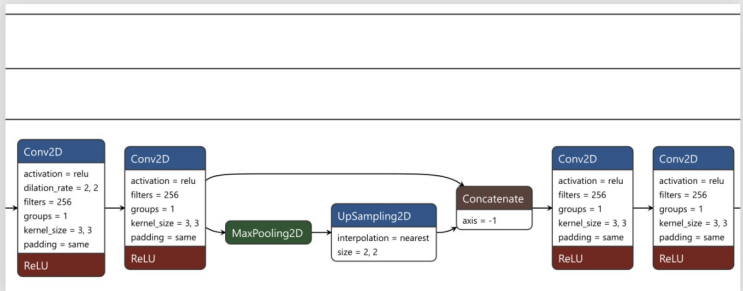 Conv2D
activation = relu
dilation_rate = 2, 2
filters = 256
groups = 1
kernel_size = 3, 3
padding = same
ReLU
Conv2D
activation = relu
filters = 256
groups = 1
kernel_size = 3, 3
padding = same
ReLU
MaxPooling2D
UpSampling2D
interpolation = nearest
size = 2, 2
Concatenate
axis = -1
Conv2D
activation = relu
filters = 256
groups = 1
kernel_size = 3, 3
padding = same
ReLU
Conv2D
activation = relu
filters = 256
groups = 1
kernel_size = 3, 3
padding = same
ReLU